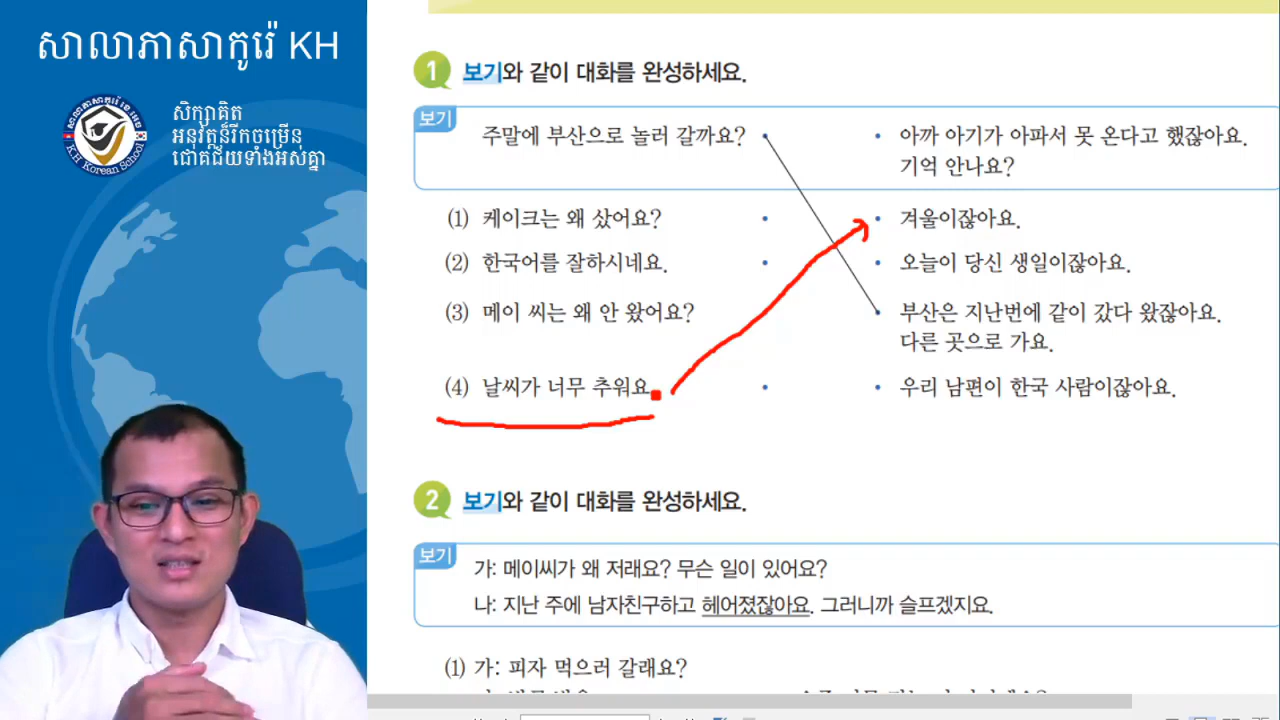 សាលាភាសាកូរ៉េ KH
សិក្សាគិត
អនុវត្តន៏រីកចម្រើន
ជោគជ័យទាំងអស់គ្នា
សាលាភាសាកូរ៉េ ខេ អេច
K.H Korean School
1 보기와 같이 대화를 완성하세요.
보기
주말에 부산으로 놀러 갈까요?
아까 아기가 아파서 못 온다고 했잖아요.
기억 안나요?
(1) 케이크는 왜 샀어요?
겨울이잖아요.
(2) 한국어를 잘하시네요.
오늘이 당신 생일이잖아요.
(3) 메이 씨는 왜 안 왔어요?
부산은 지난번에 같이 갔다 왔잖아요.
다른 곳으로 가요.
(4) 날씨가 너무 추워요
우리 남편이 한국 사람이잖아요.
2 보기와 같이 대화를 완성하세요.
보기
가: 메이씨가 왜 저래요? 무슨 일이 있어요?
나: 지난 주에 남자친구하고 헤어졌잖아요. 그러니까 슬프겠지요.
(1) 가: 피자 먹으러 갈래요?